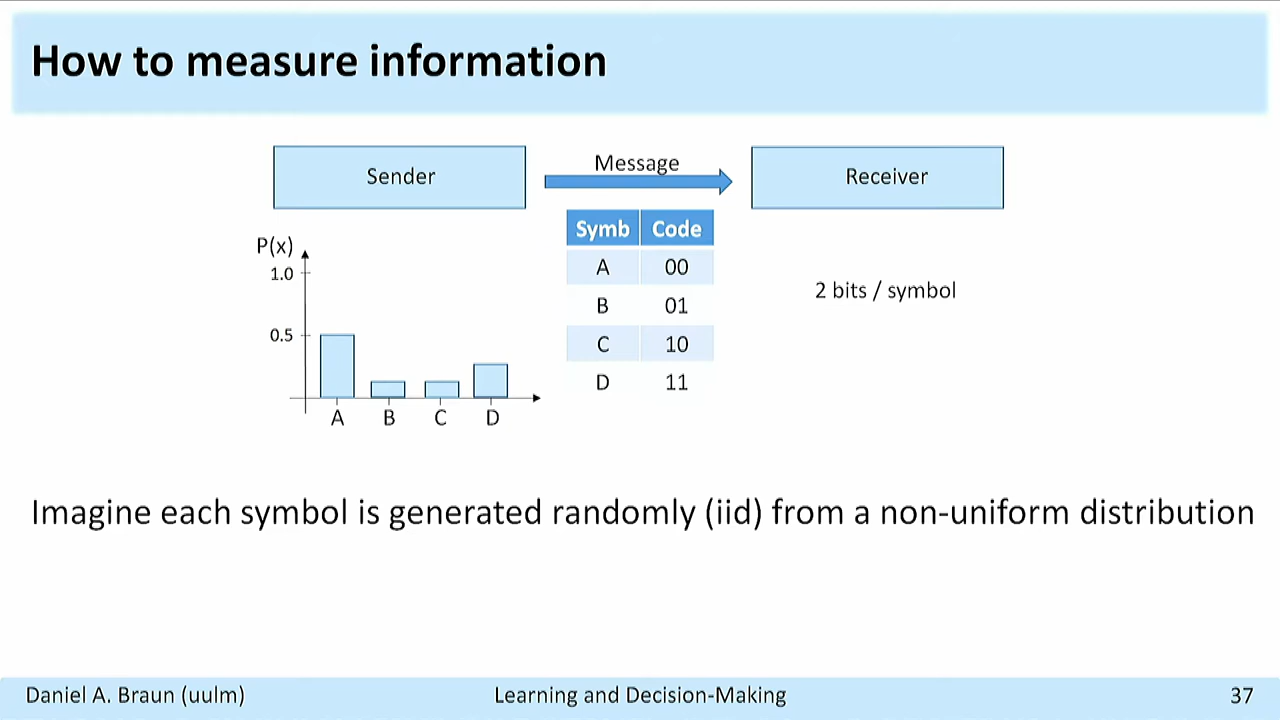 How to measure information
Sender
Message
Receiver
P(x)
1.0
0.5
A B C D
Symb Code
A 00
B 01
C 10
D 11
2 bits / symbol
Imagine each symbol is generated randomly (iid) from a non-uniform distribution
Daniel A. Braun (uulm) Learning and Decision-Making 37